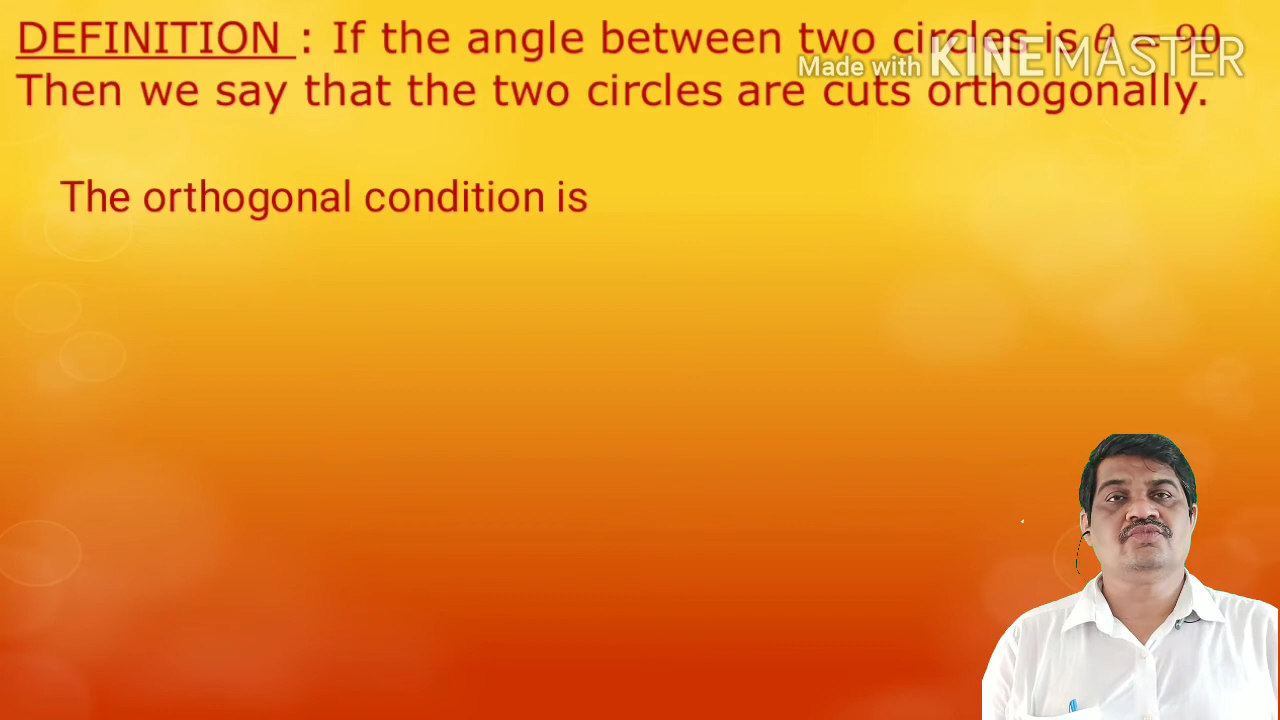 DEFINITION : If the angle between two circles is θ = 90
Made with KINEMASTER
Then we say that the two circles are cuts orthogonally.
The orthogonal condition is